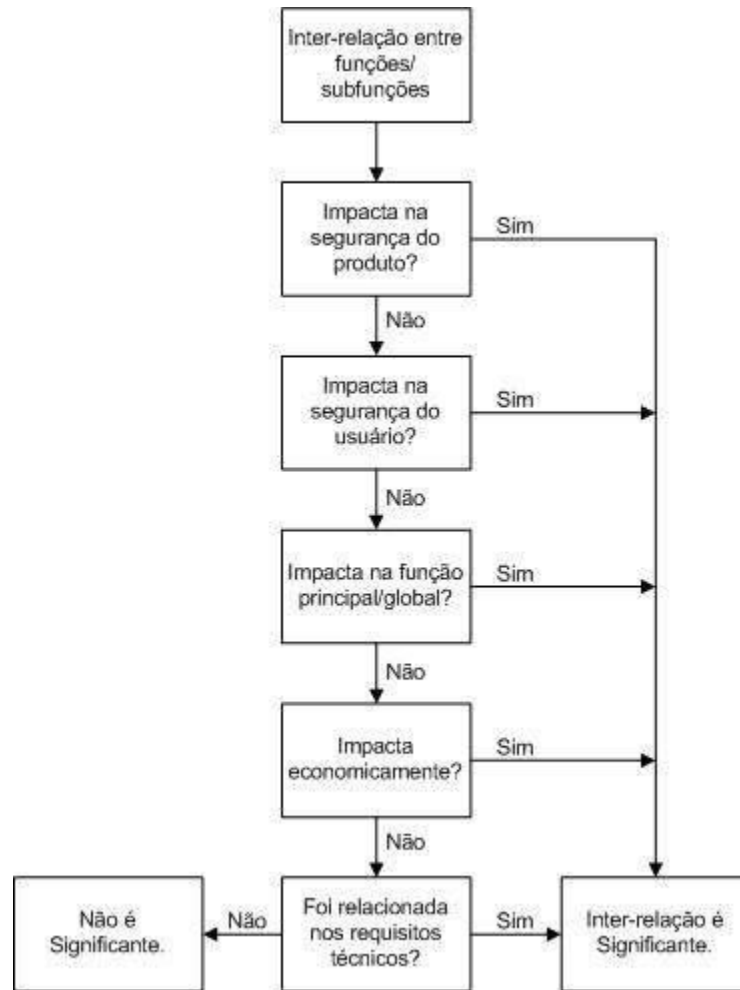 Inter-relação entre
funções/
subfunções
Impacta na
segurança do
produto?
Sim
Não
Impacta na
segurança do
usuário?
Sim
Não
Impacta na função
principal/global?
Sim
Não
Impacta
economicamente?
Sim
Não
Não é
Significante.
Não
Foi relacionada
nos requisitos
técnicos?
Sim
Inter-relação é
Significante.